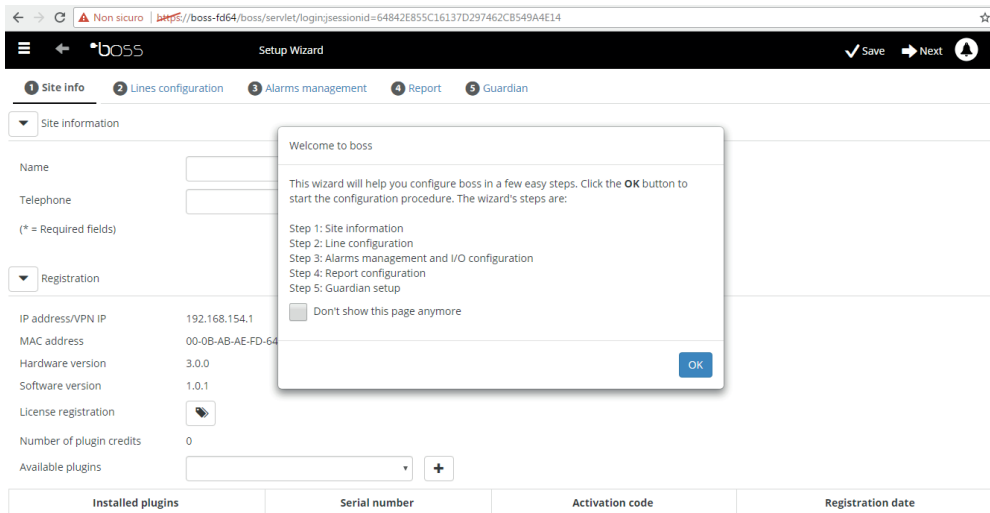 Non sicuro | https://boss-fd64/boss/servlet/login;jsessionid=64842E855C16137D297462CB549A4E14
boss Setup Wizard Save Next
1 Site info 2 Lines configuration 3 Alarms management 4 Report 5 Guardian
Site information
Name
Telephone
(* = Required fields)
Welcome to boss
This wizard will help you configure boss in a few easy steps. Click the OK button to
start the configuration procedure. The wizard's steps are:
Step 1: Site information
Step 2: Line configuration
Step 3: Alarms management and I/O configuration
Step 4: Report configuration
Step 5: Guardian setup
Don't show this page anymore
OK
Registration
IP address/VPN IP 192.168.154.1
MAC address 00-0B-AB-AE-FD-64
Hardware version 3.0.0
Software version 1.0.1
License registration
Number of plugin credits 0
Available plugins
Installed plugins Serial number Activation code Registration date